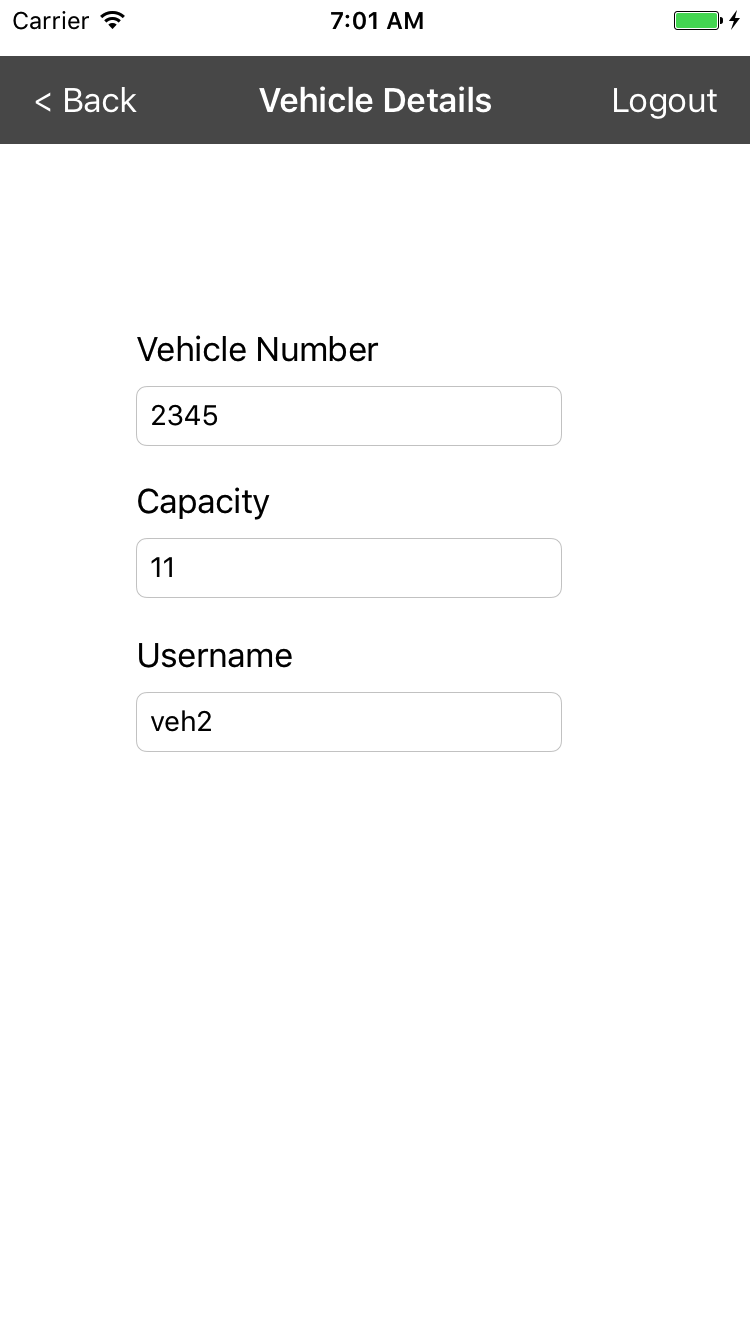 Carrier 7:01 AM
< Back Vehicle Details Logout
Vehicle Number
2345
Capacity
11
Username
veh2